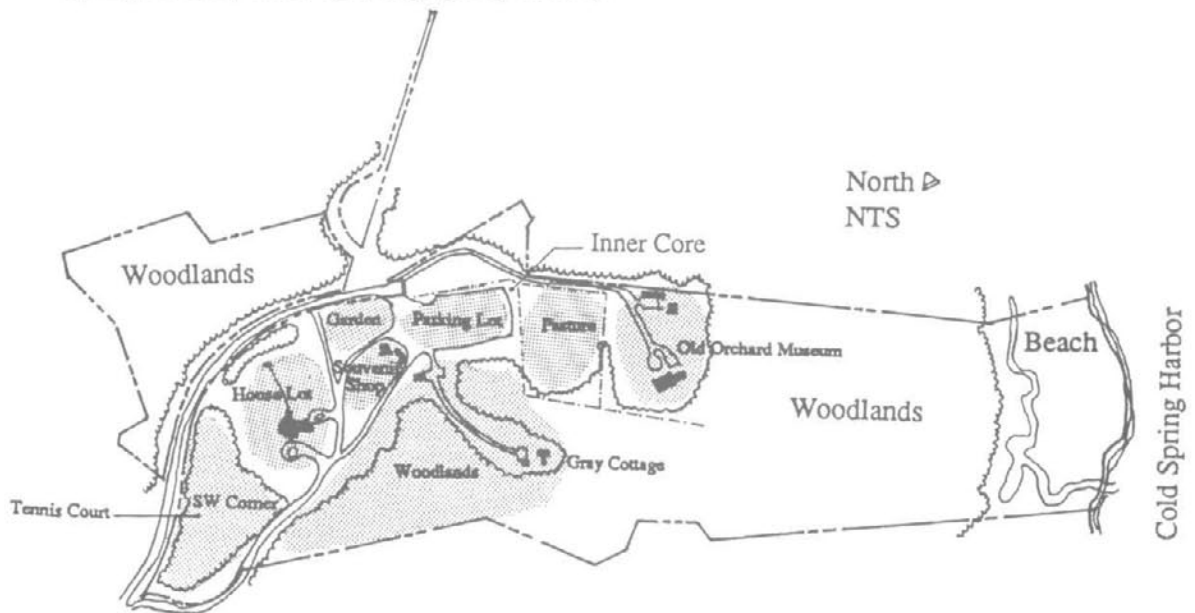 North
NTS
Inner Core
Woodlands
Garden
Parking Lot
Pasture
Old Orchard Museum
Beach
Souvenir
Shop
House Lot
Woodlands
Cold Spring Harbor
Woodlands
Gray Cottage
SW Corner
Tennis Court